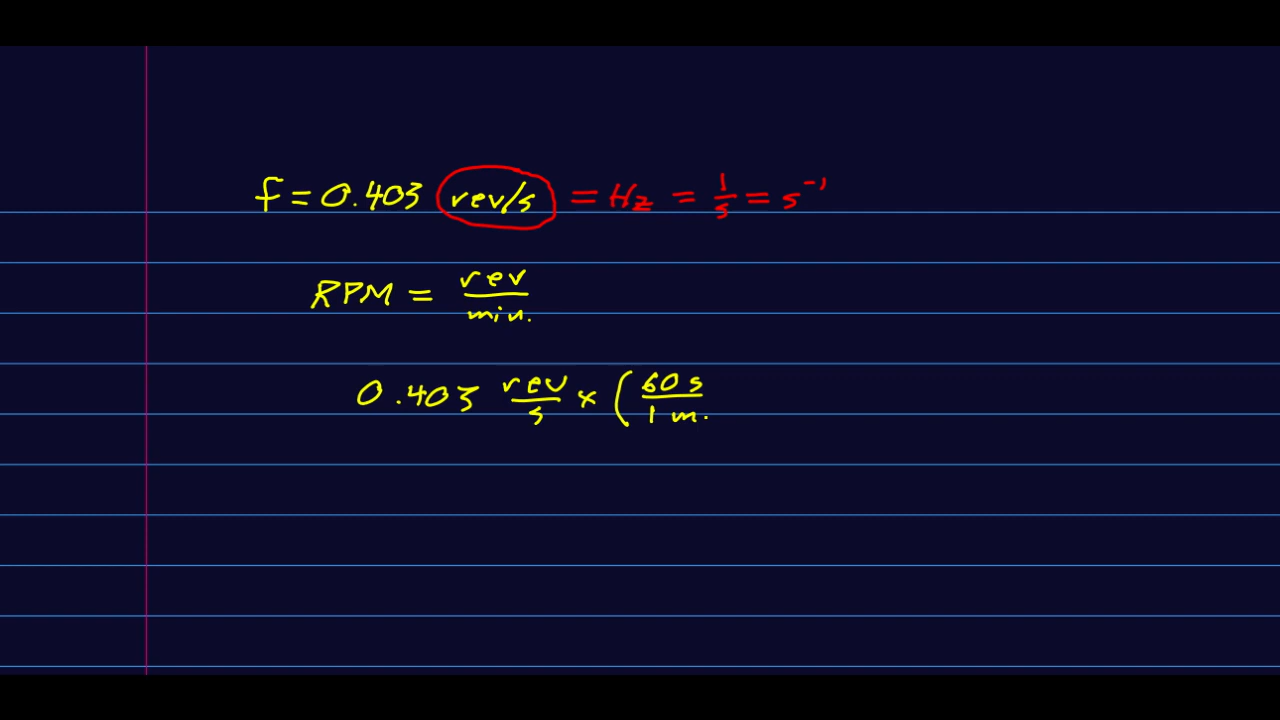 f = 0.403 rev/s = Hz = 1/s = s⁻¹
RPM = rev/min.
0.403 rev/s × (60 s/1 m.